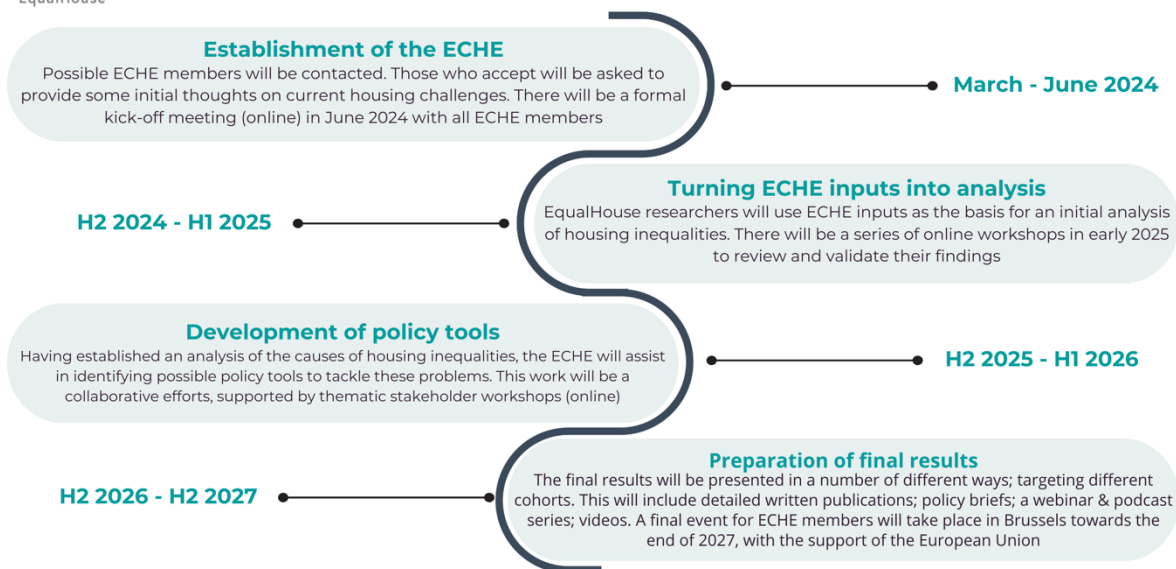 EqualHouse
Establishment of the ECHE
Possible ECHE members will be contacted. Those who accept will be asked to
provide some initial thoughts on current housing challenges. There will be a formal
kick-off meeting (online) in June 2024 with all ECHE members
March - June 2024
Turning ECHE inputs into analysis
EqualHouse researchers will use ECHE inputs as the basis for an initial analysis
of housing inequalities. There will be a series of online workshops in early 2025
to review and validate their findings
H2 2024 - H1 2025
Development of policy tools
Having established an analysis of the causes of housing inequalities, the ECHE will assist
in identifying possible policy tools to tackle these problems. This work will be a
collaborative efforts, supported by thematic stakeholder workshops (online)
H2 2025 - H1 2026
Preparation of final results
The final results will be presented in a number of different ways; targeting different
cohorts. This will include detailed written publications; policy briefs; a webinar & podcast
series; videos. A final event for ECHE members will take place in Brussels towards the
end of 2027, with the support of the European Union
H2 2026 - H2 2027